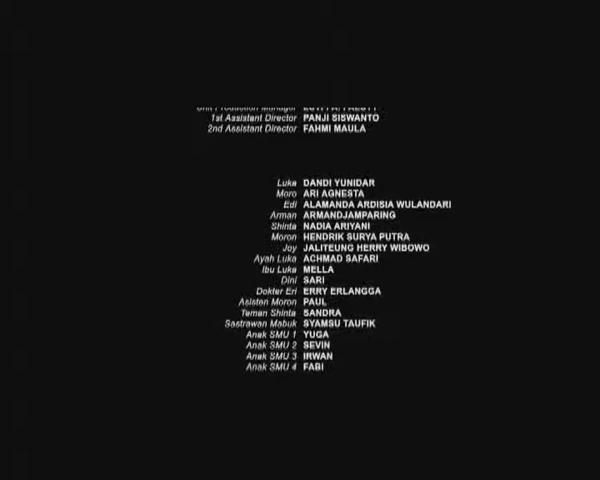 Unit Production Manager
1st Assistant Director PANJI SISWANTO
2nd Assistant Director FAHMI MAULA
Luka DANDI YUNIDAR
Moro ARI AGNESTA
Edi ALAMANDA ARDISIA WULANDARI
Arman ARMANDJAMPARING
Shinta NADIA ARIYANI
Moron HENDRIK SURYA PUTRA
Joy JALITEUNG HERRY WIBOWO
Ayah Luka ACHMAD SAFARI
Ibu Luka MELLA
Dini SARI
Dokter Eri ERRY ERLANGGA
Asisten Moron PAUL
Teman Shinta SANDRA
Sastrawan Mabuk SYAMSU TAUFIK
Anak SMU 1 YUGA
Anak SMU 2 SEVIN
Anak SMU 3 IRWAN
Anak SMU 4 FABI